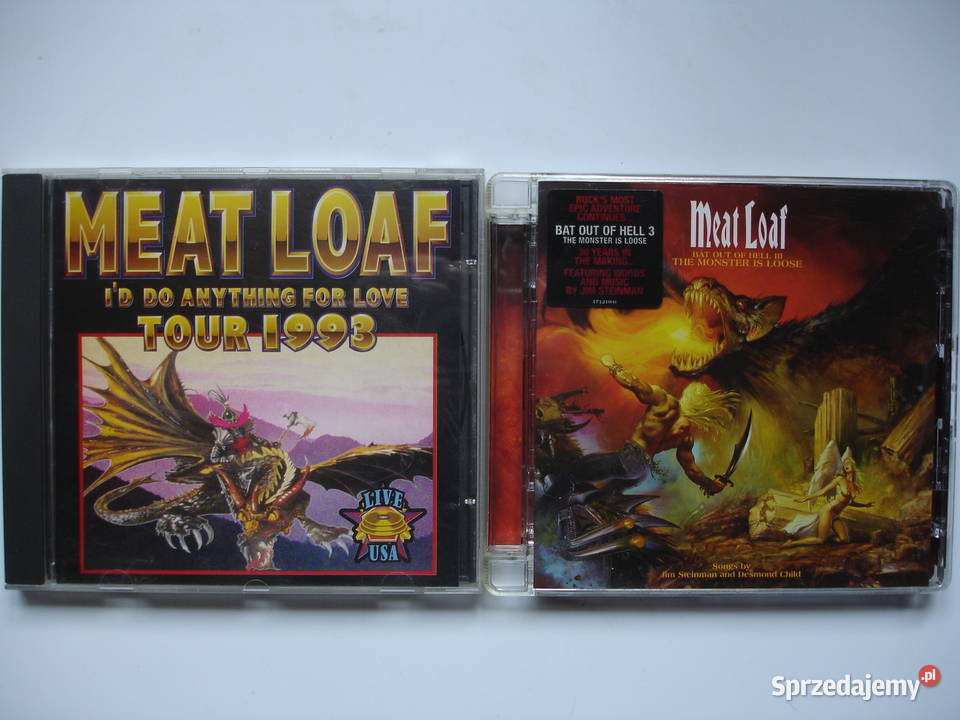 MEAT LOAF
I'D DO ANYTHING FOR LOVE
TOUR 1993
LIVE
USA
ROCK'S MOST
EPIC ADVENTURE
CONTINUES...
BAT OUT OF HELL 3
THE MONSTER IS LOOSE
30 YEARS IN
THE MAKING...
FEATURING WORDS
AND MUSIC
BY JIM STEINMAN
Meat Loaf
BAT OUT OF HELL III
THE MONSTER IS LOOSE
Songs by
Jim Steinman and Desmond Child
Sprzedajemy.pl